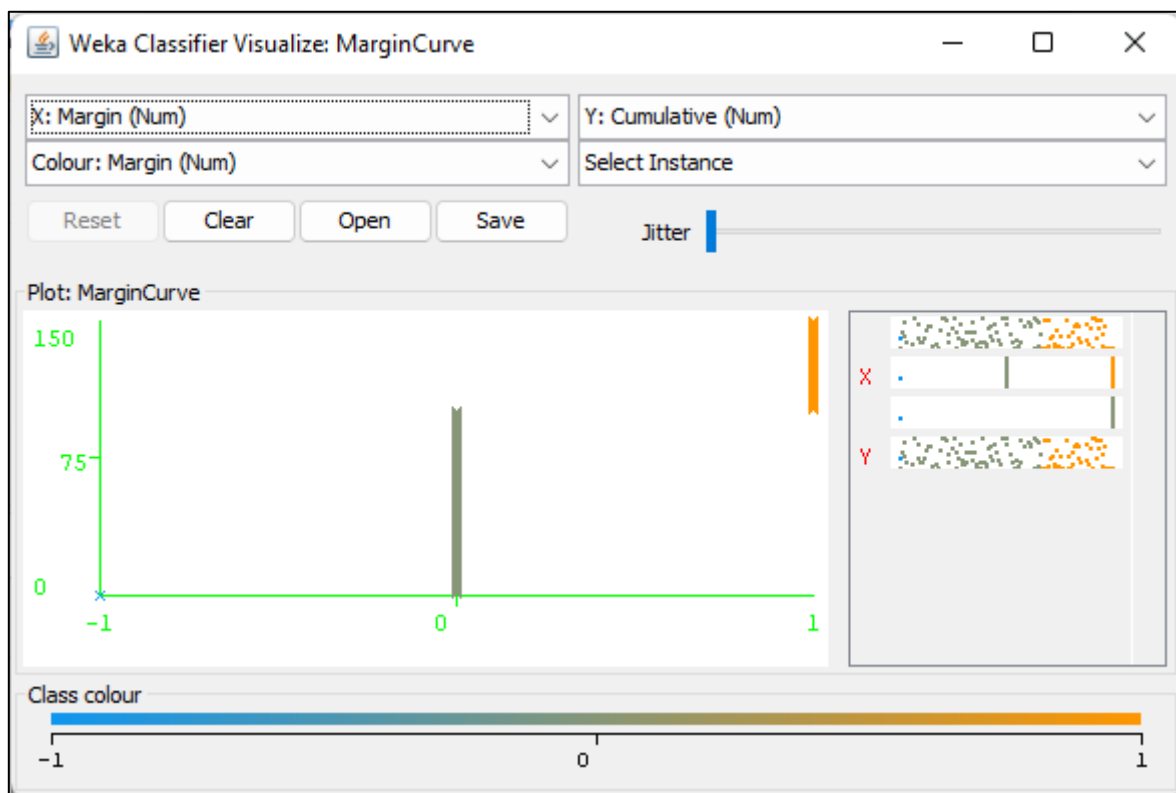 Weka Classifier Visualize: MarginCurve
X: Margin (Num) Y: Cumulative (Num)
Colour: Margin (Num) Select Instance
Reset Clear Open Save Jitter
Plot: MarginCurve
150
X
75
Y
0
-1 0 1
Class colour
-1 0 1